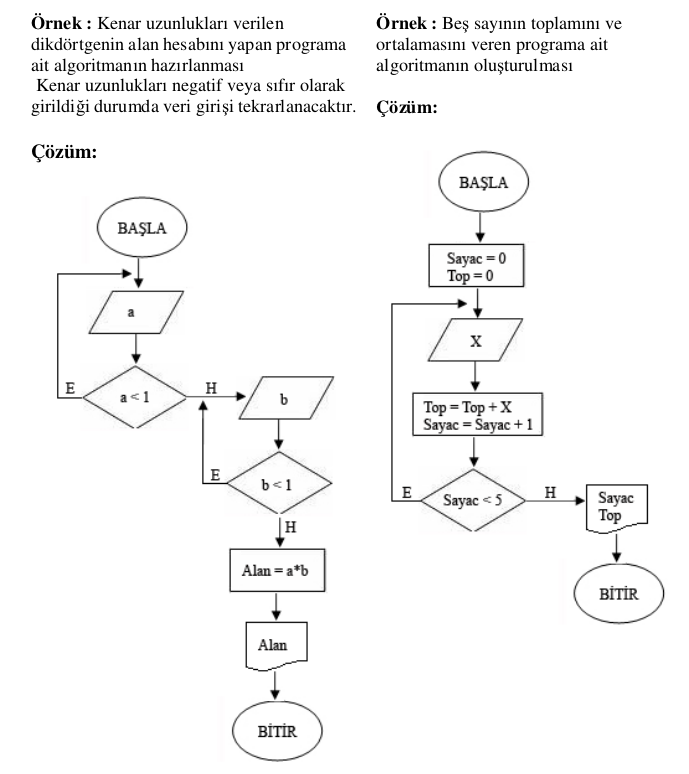 Örnek : Kenar uzunlukları verilen
dikdörtgenin alan hesabını yapan programa
ait algoritmanın hazırlanması
Kenar uzunlukları negatif veya sıfır olarak
girildiği durumda veri girişi tekrarlanacaktır.
Çözüm:
BAŞLA
a
E
a < 1
H
b
E
b < 1
H
Alan = a*b
Alan
BİTİR
Örnek : Beş sayının toplamını ve
ortalamasını veren programa ait
algoritmanın oluşturulması
Çözüm:
BAŞLA
Sayac = 0
Top = 0
X
Top = Top + X
Sayac = Sayac + 1
E
Sayac < 5
H
Sayac
Top
BİTİR